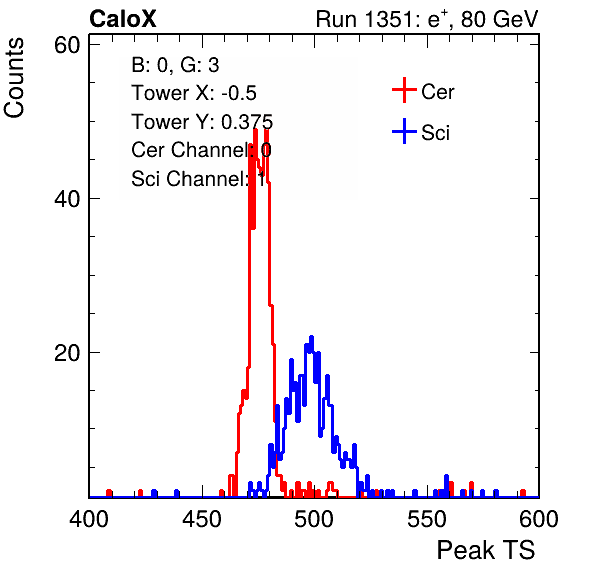 CaloX Run 1351: e⁺, 80 GeV
Counts
60
40
20
B: 0, G: 3
Tower X: -0.5
Tower Y: 0.375
Cer Channel: 0
Sci Channel: 1
Cer
Sci
400 450 500 550 600
Peak TS